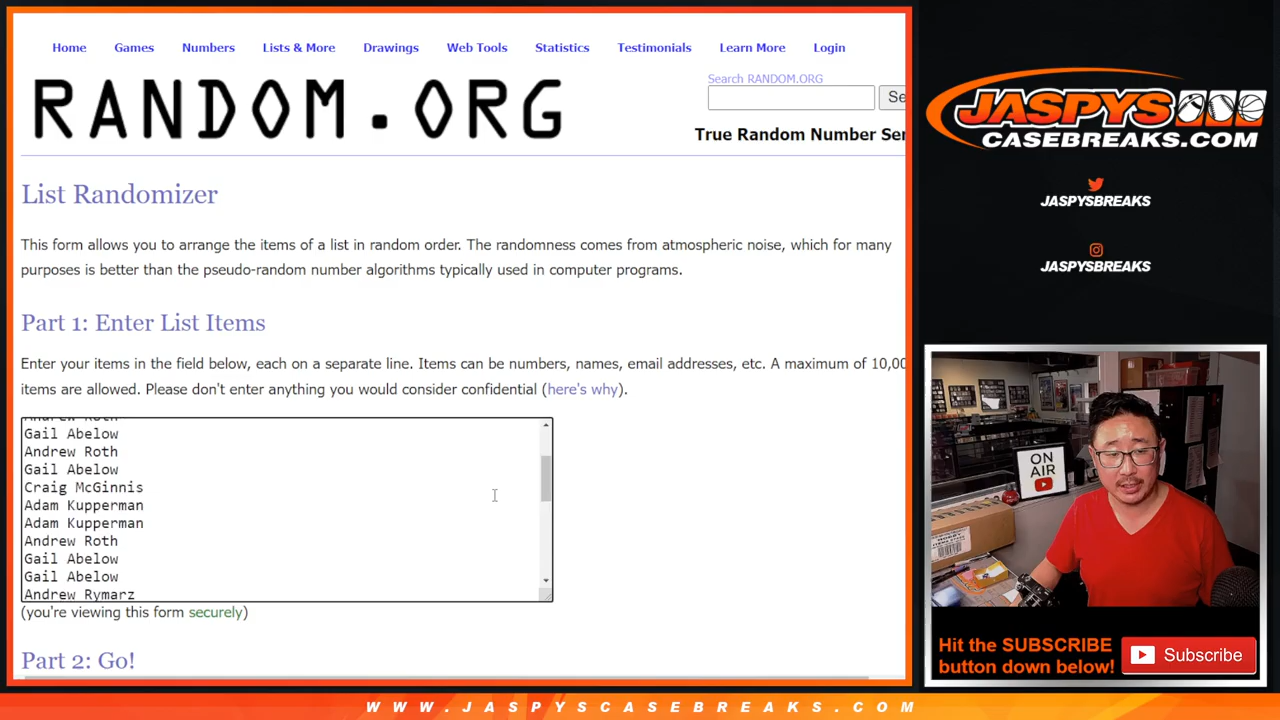 Home Games Numbers Lists & More Drawings Web Tools Statistics Testimonials Learn More Login
RANDOM.ORG
Search RANDOM.ORG
Se
True Random Number Ser
List Randomizer
This form allows you to arrange the items of a list in random order. The randomness comes from atmospheric noise, which for many
purposes is better than the pseudo-random number algorithms typically used in computer programs.
Part 1: Enter List Items
Enter your items in the field below, each on a separate line. Items can be numbers, names, email addresses, etc. A maximum of 10,00
items are allowed. Please don't enter anything you would consider confidential (here's why).
Andrew Roth
Gail Abelow
Andrew Roth
Gail Abelow
Craig McGinnis
Adam Kupperman
Adam Kupperman
Andrew Roth
Gail Abelow
Gail Abelow
Andrew Rymarz
(you're viewing this form securely)
Part 2: Go!
JASPYS
CASEBREAKS.COM
JASPYSBREAKS
JASPYSBREAKS
ON
AIR
Hit the SUBSCRIBE
button down below!
Subscribe
WWW.JASPYSCASEBREAKS.COM